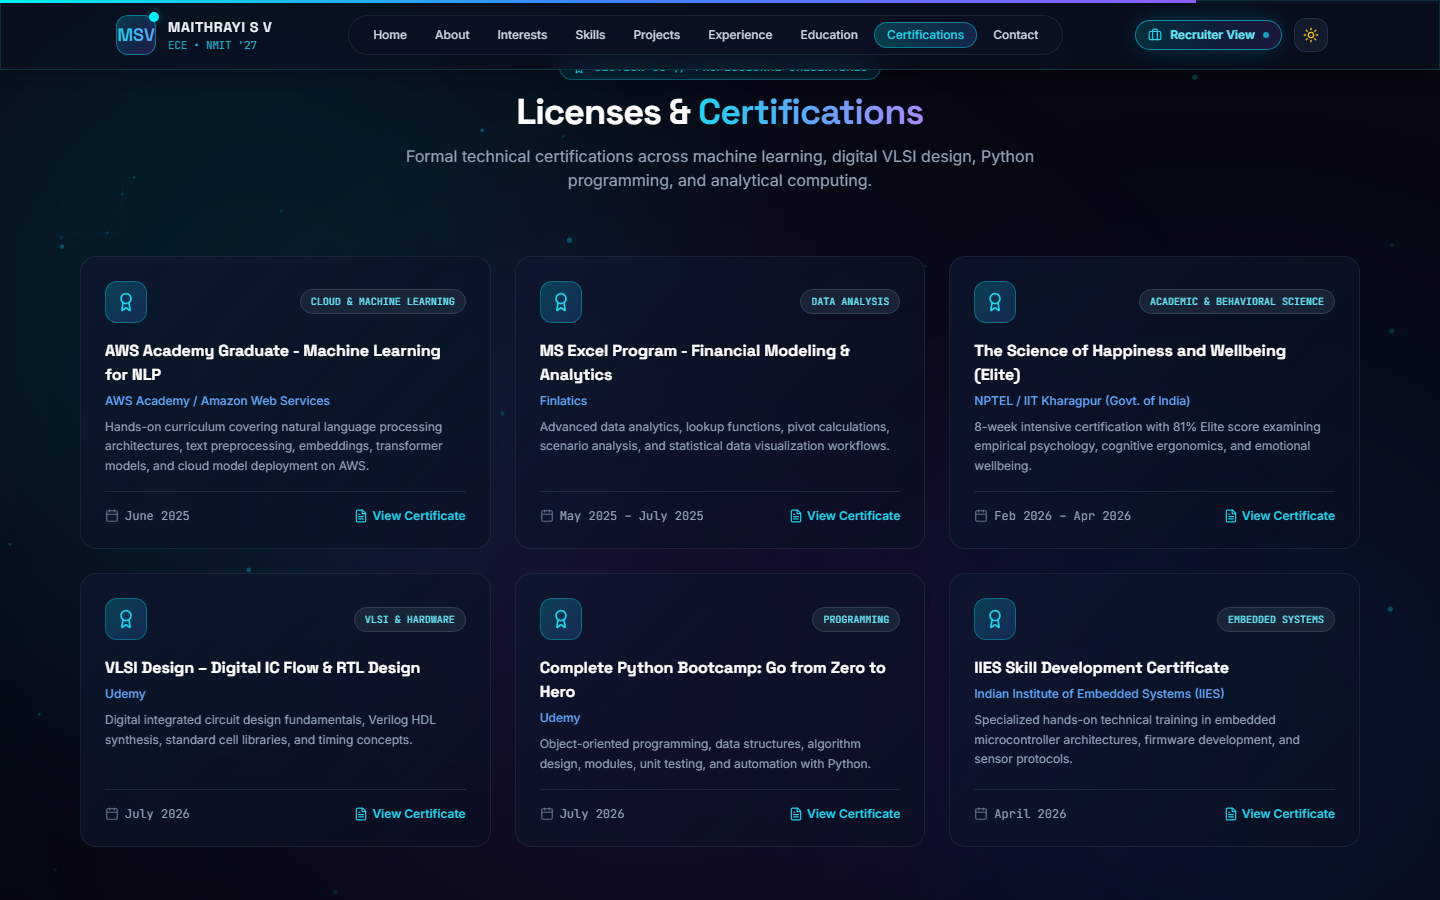 MSV
MAITHRAYI S V
ECE • NMIT '27
Home
About
Interests
Skills
Projects
Experience
Education
Certifications
Contact
Recruiter View
Licenses & Certifications
Formal technical certifications across machine learning, digital VLSI design, Python
programming, and analytical computing.
CLOUD & MACHINE LEARNING
AWS Academy Graduate - Machine Learning
for NLP
AWS Academy / Amazon Web Services
Hands-on curriculum covering natural language processing
architectures, text preprocessing, embeddings, transformer
models, and cloud model deployment on AWS.
June 2025
View Certificate
DATA ANALYSIS
MS Excel Program - Financial Modeling &
Analytics
Finlatics
Advanced data analytics, lookup functions, pivot calculations,
scenario analysis, and statistical data visualization workflows.
May 2025 – July 2025
View Certificate
ACADEMIC & BEHAVIORAL SCIENCE
The Science of Happiness and Wellbeing
(Elite)
NPTEL / IIT Kharagpur (Govt. of India)
8-week intensive certification with 81% Elite score examining
empirical psychology, cognitive ergonomics, and emotional
wellbeing.
Feb 2026 – Apr 2026
View Certificate
VLSI & HARDWARE
VLSI Design – Digital IC Flow & RTL Design
Udemy
Digital integrated circuit design fundamentals, Verilog HDL
synthesis, standard cell libraries, and timing concepts.
July 2026
View Certificate
PROGRAMMING
Complete Python Bootcamp: Go from Zero to
Hero
Udemy
Object-oriented programming, data structures, algorithm
design, modules, unit testing, and automation with Python.
July 2026
View Certificate
EMBEDDED SYSTEMS
IIES Skill Development Certificate
Indian Institute of Embedded Systems (IIES)
Specialized hands-on technical training in embedded
microcontroller architectures, firmware development, and
sensor protocols.
April 2026
View Certificate